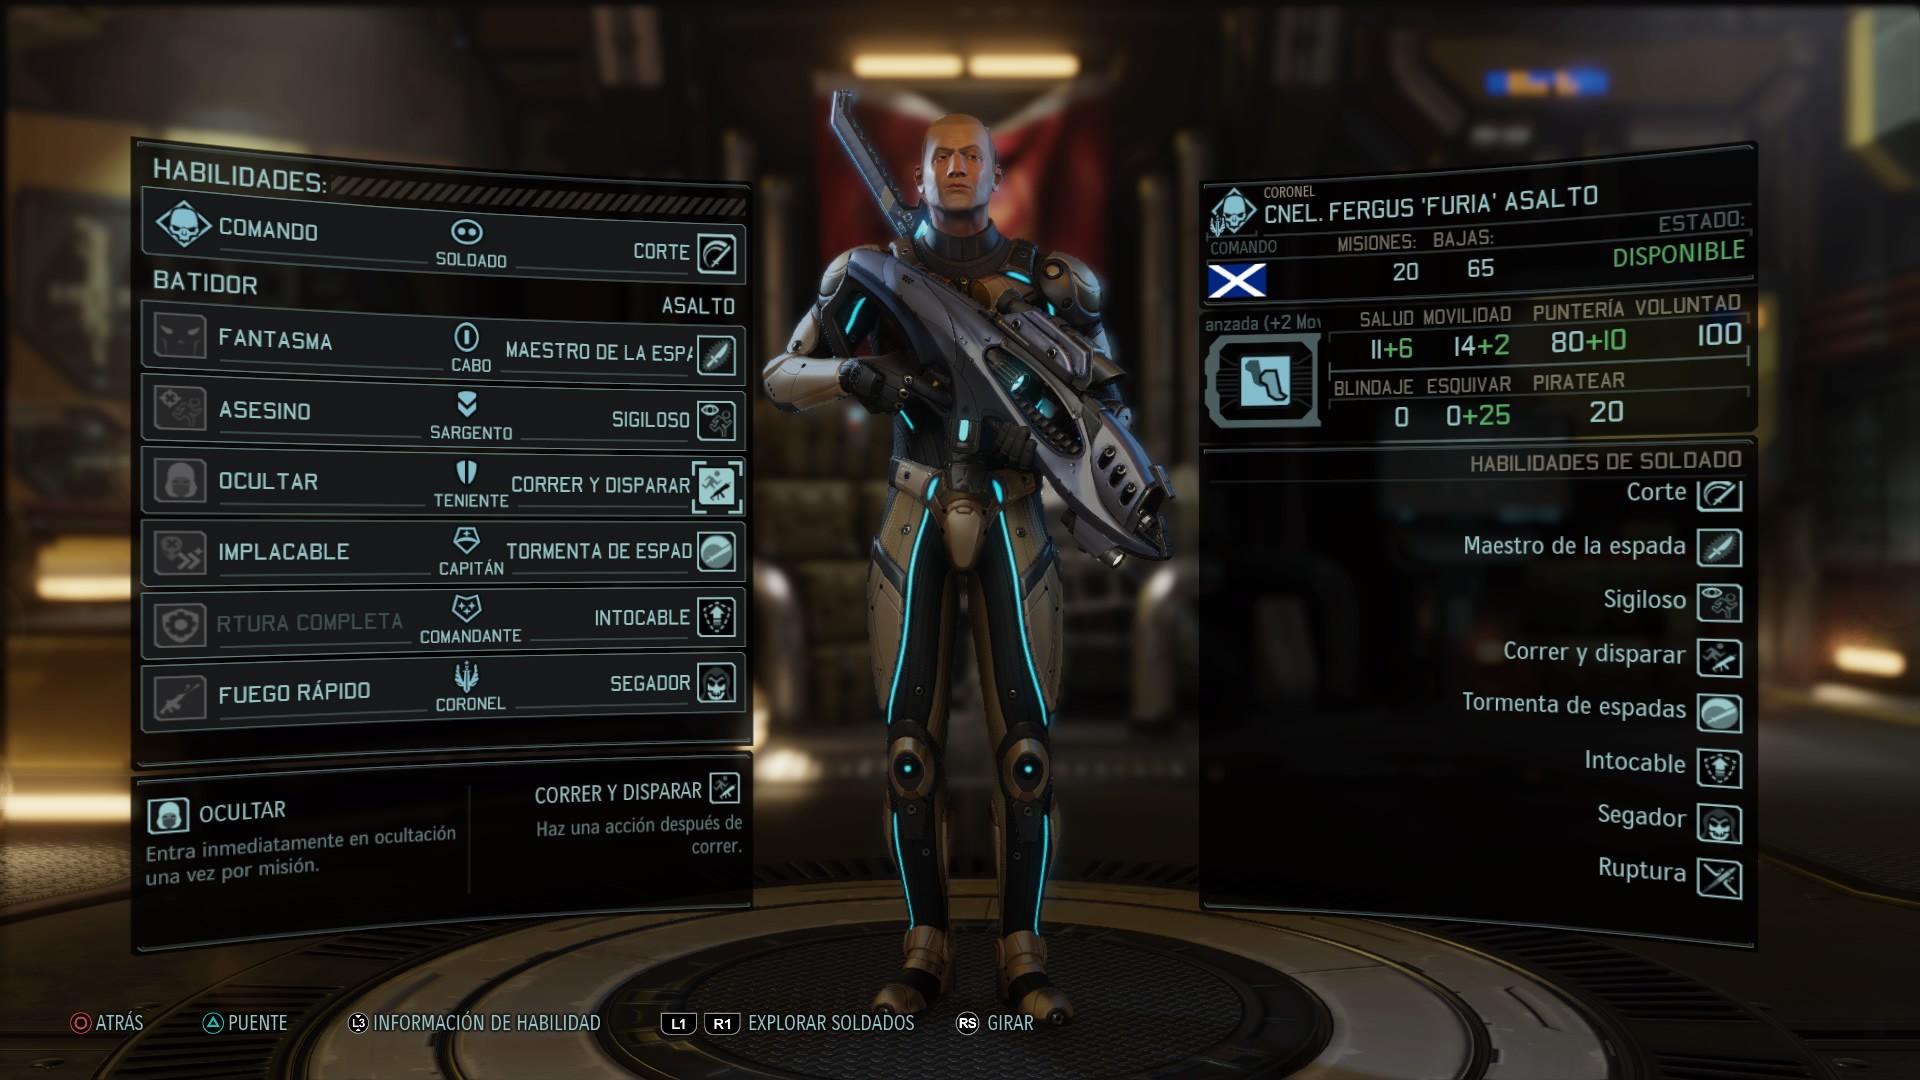 HABILIDADES:
COMANDO
SOLDADO
CORTE
BATIDOR
ASALTO
FANTASMA
CABO
MAESTRO DE LA ESPA
ASESINO
SARGENTO
SIGILOSO
OCULTAR
TENIENTE
CORRER Y DISPARAR
IMPLACABLE
CAPITÁN
TORMENTA DE ESPAD
RTURA COMPLETA
COMANDANTE
INTOCABLE
FUEGO RÁPIDO
CORONEL
SEGADOR
OCULTAR
Entra inmediatamente en ocultación
una vez por misión.
CORRER Y DISPARAR
Haz una acción después de
correr.
CORONEL
CNEL. FERGUS 'FURIA' ASALTO
COMANDO
MISIONES: BAJAS: ESTADO:
20 65 DISPONIBLE
anzada (+2 Mov
SALUD MOVILIDAD PUNTERÍA VOLUNTAD
11+6 14+2 80+10 100
BLINDAJE ESQUIVAR PIRATEAR
0 0+25 20
HABILIDADES DE SOLDADO
Corte
Maestro de la espada
Sigiloso
Correr y disparar
Tormenta de espadas
Intocable
Segador
Ruptura
ATRÁS PUENTE L3 INFORMACIÓN DE HABILIDAD L1 R1 EXPLORAR SOLDADOS RS GIRAR